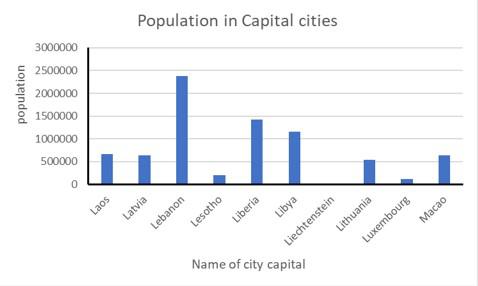 Population in Capital cities
population
3000000
2500000
2000000
1500000
1000000
500000
0
Laos
Latvia
Lebanon
Lesotho
Liberia
Libya
Liechtenstein
Lithuania
Luxembourg
Macao
Name of city capital